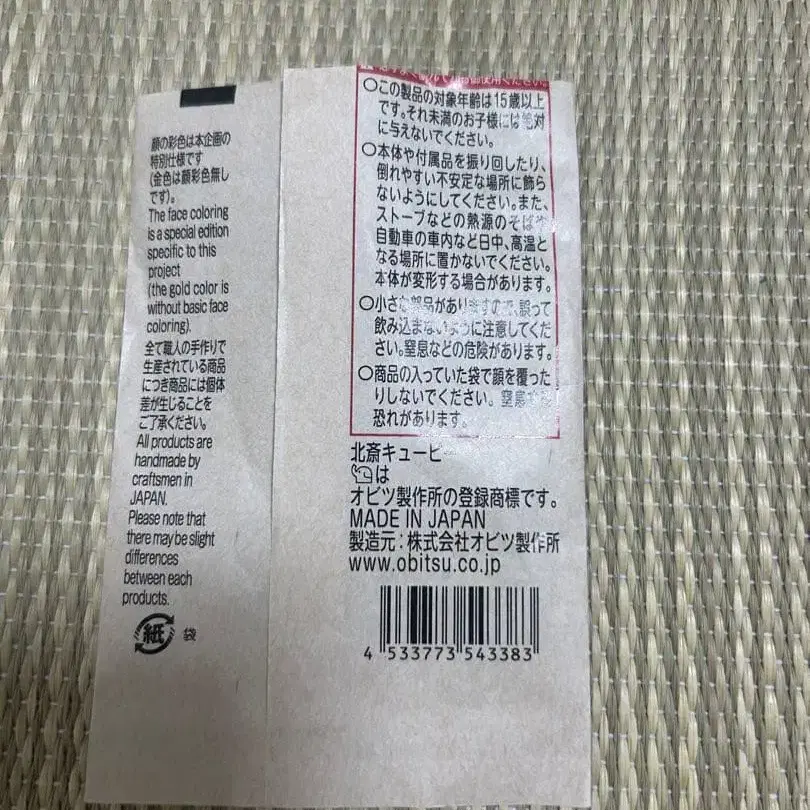 顔の彩色は本企画の
特別仕様です
(金色は顔彩色無し
です)。
The face coloring
is a special edition
specific to this
project
(the gold color is
without basic face
coloring).
全て職人の手作りで
生産されている商品
につき商品には個体
差が生じることを
ご了承ください。
All products are
handmade by
craftsmen in
JAPAN.
Please note that
there may be slight
differences
between each
products.
紙 袋
○この製品の対象年齢は15歳以上
です。それ未満のお子様には絶対
に与えないでください。
○本体や付属品を振り回したり、
倒れやすい不安定な場所に飾ら
ないようにしてください。また、
ストーブなどの熱源のそばや
自動車の車内など日中、高温と
なる場所に置かないでください。
本体が変形する場合があります。
○小さな部品がありますので、誤って
飲み込まないように注意してくだ
さい。窒息などの危険があります。
○商品の入っていた袋で顔を覆った
りしないでください。窒息
恐れがあります。
北斎キューピー
は
オビツ製作所の登録商標です。
MADE IN JAPAN
製造元:株式会社オビツ製作所
www.obitsu.co.jp
4 533773 543383